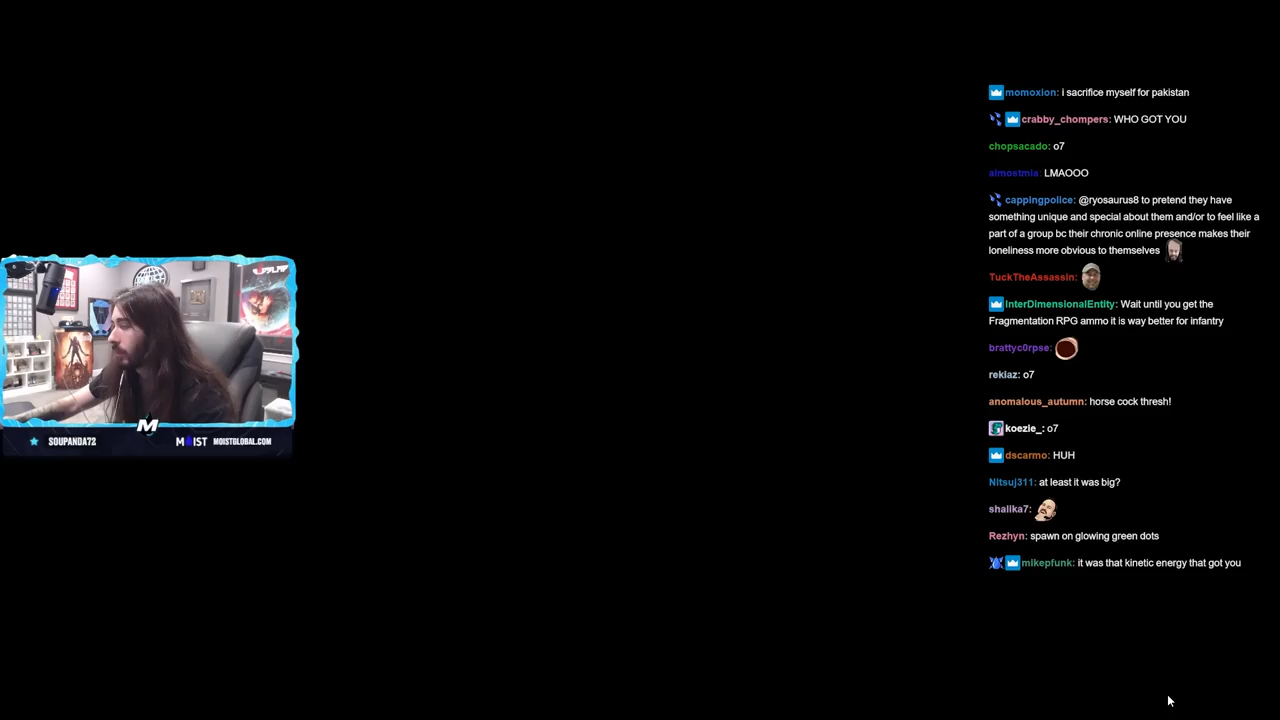 momoxion: i sacrifice myself for pakistan
crabby_chompers: WHO GOT YOU
chopsacado: o7
almostmia: LMAOOO
cappingpolice: @ryosaurus8 to pretend they have
something unique and special about them and/or to feel like a
part of a group bc their chronic online presence makes their
loneliness more obvious to themselves
TuckTheAssassin:
InterDimensionalEntity: Wait until you get the
Fragmentation RPG ammo it is way better for infantry
brattyc0rpse:
reklaz: o7
anomalous_autumn: horse cock thresh!
koezie_: o7
dscarmo: HUH
Nitsuj311: at least it was big?
shalika7:
Rezhyn: spawn on glowing green dots
mikepfunk: it was that kinetic energy that got you
M
SOUPANDA72
MOIST
MOISTGLOBAL.COM